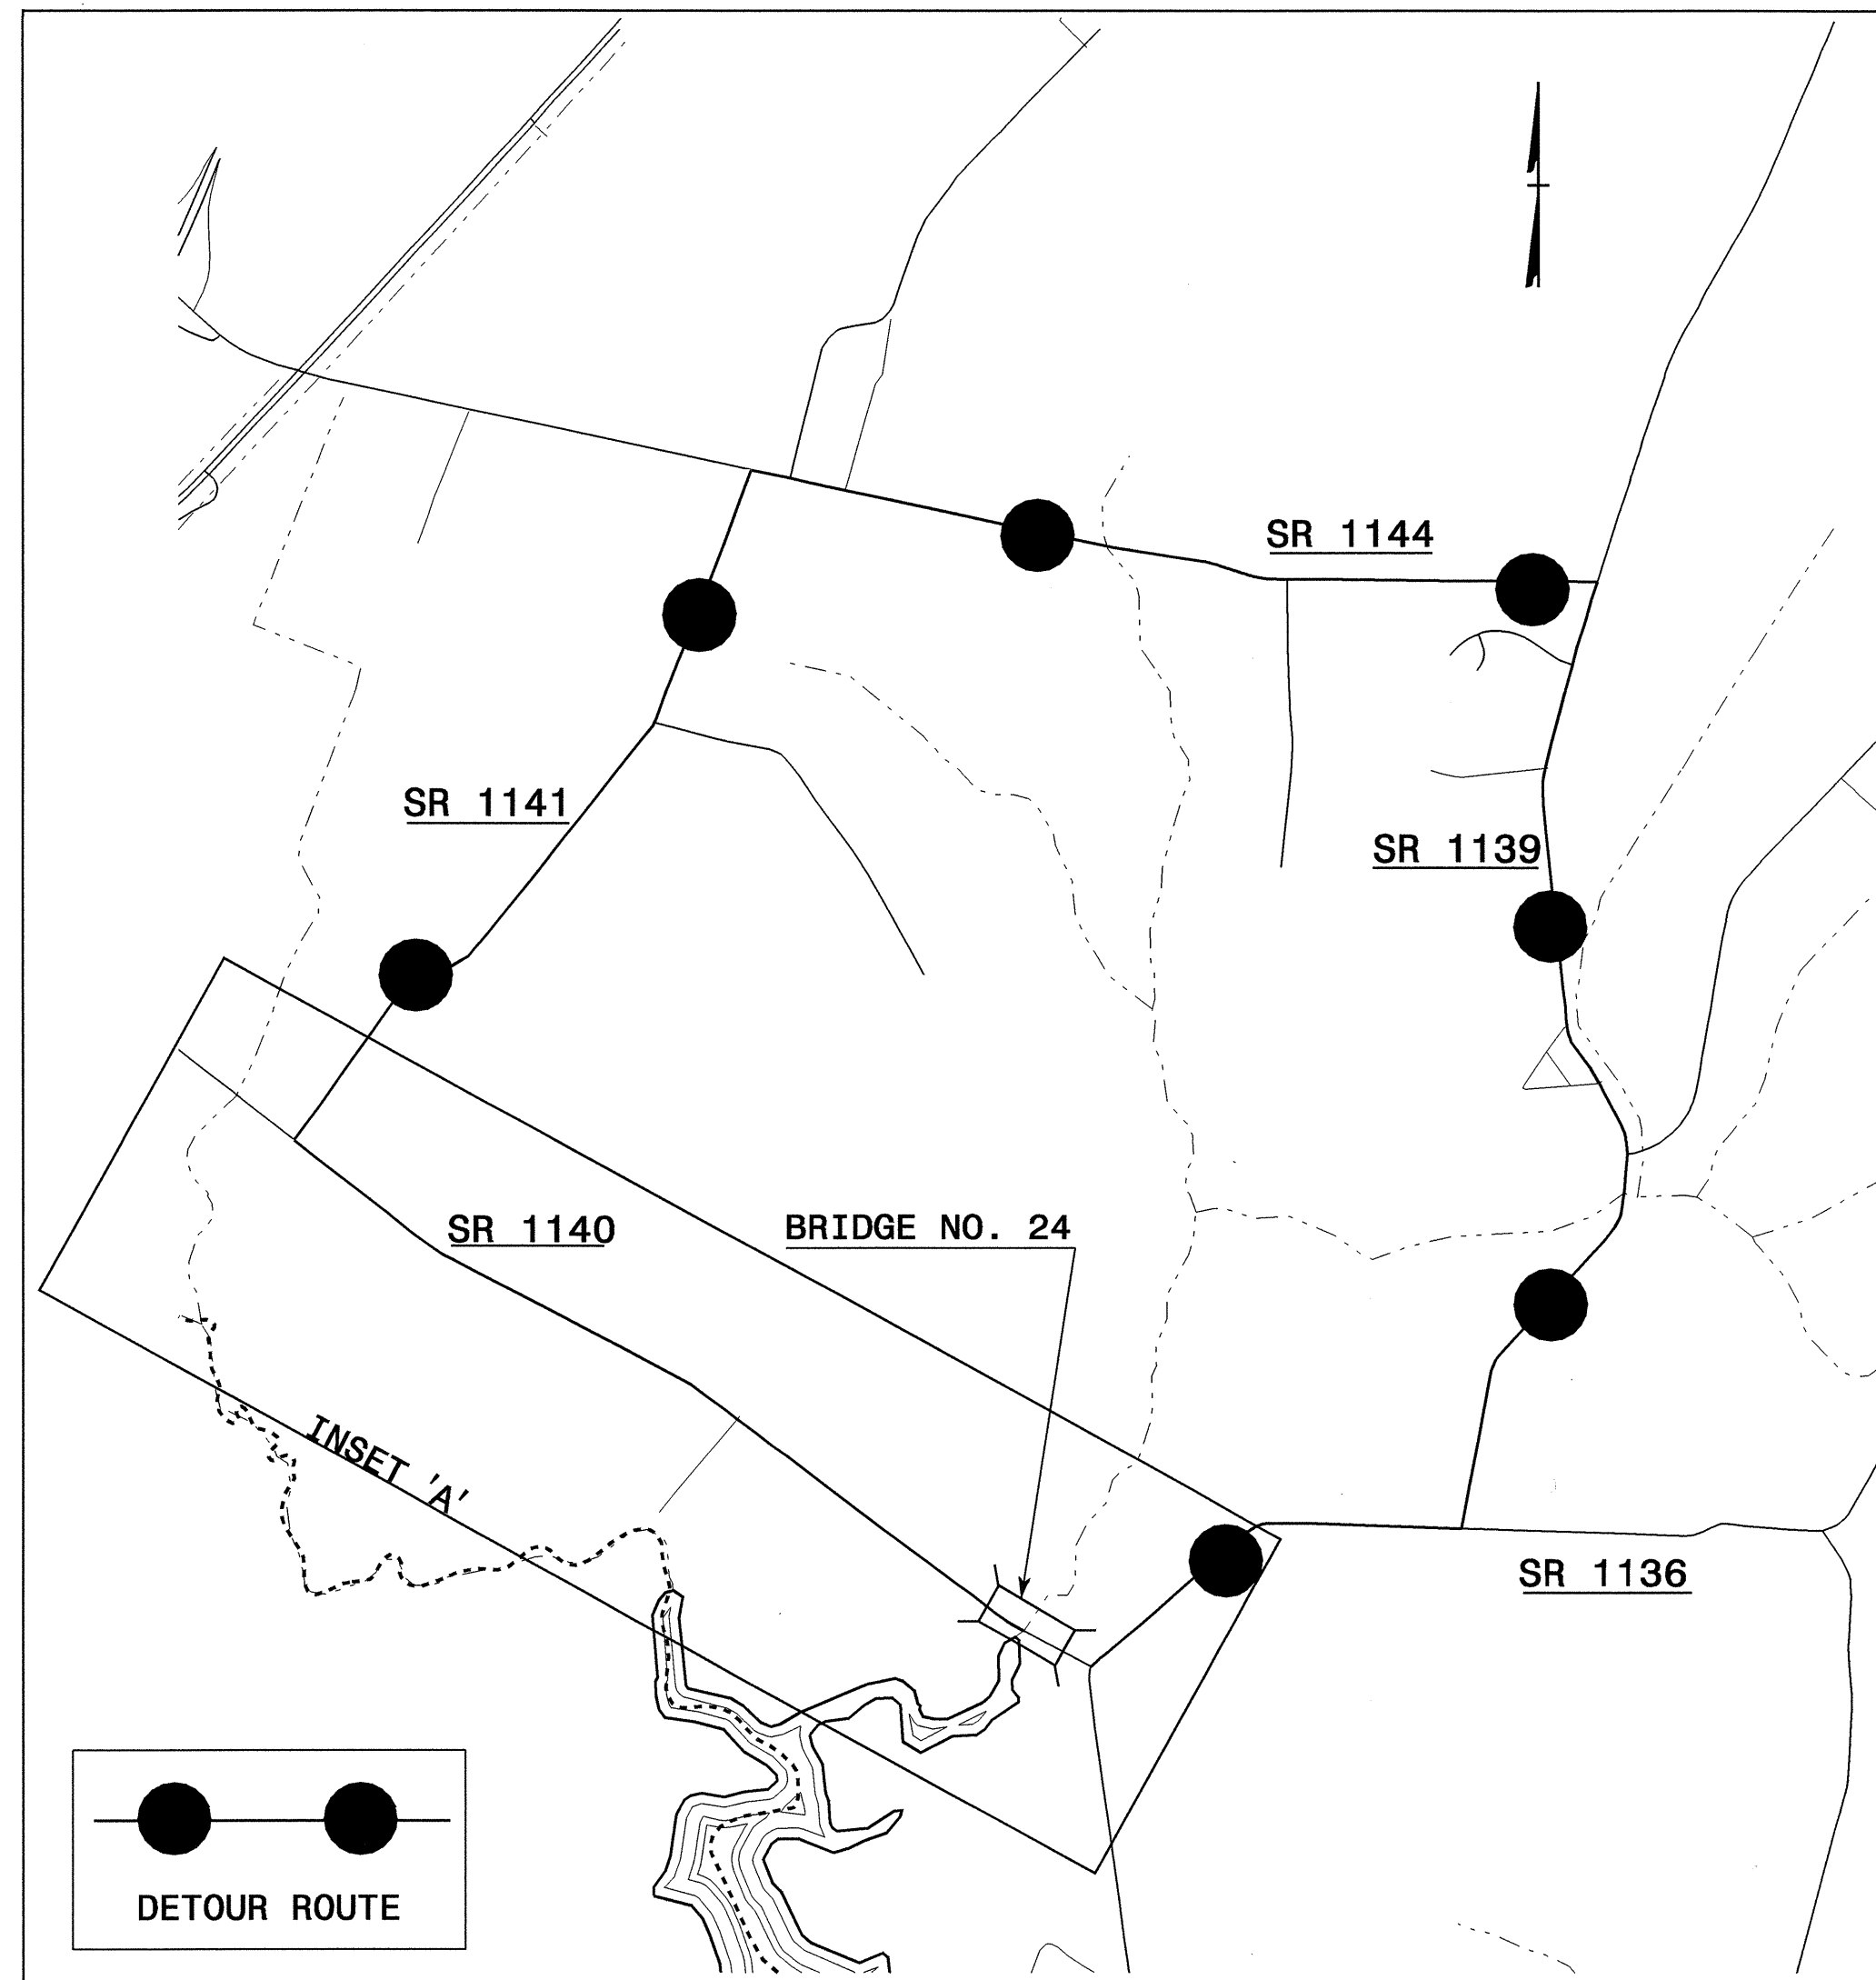 SR 1144
SR 1141
SR 1139
SR 1140
BRIDGE NO. 24
INSET 'A'
SR 1136
DETOUR ROUTE